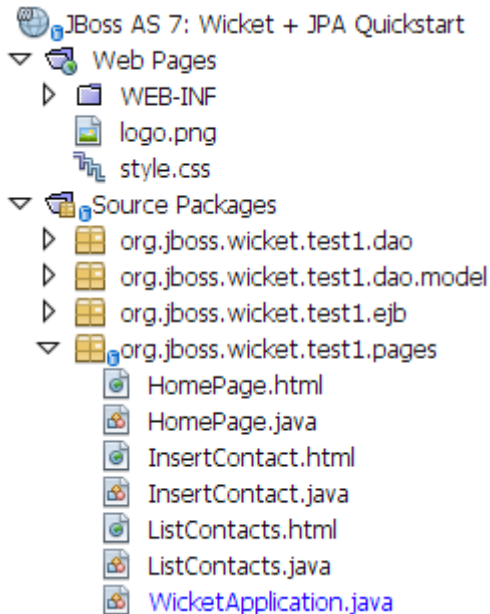 JBoss AS 7: Wicket + JPA Quickstart
Web Pages
WEB-INF
logo.png
style.css
Source Packages
org.jboss.wicket.test1.dao
org.jboss.wicket.test1.dao.model
org.jboss.wicket.test1.ejb
org.jboss.wicket.test1.pages
HomePage.html
HomePage.java
InsertContact.html
InsertContact.java
ListContacts.html
ListContacts.java
WicketApplication.java